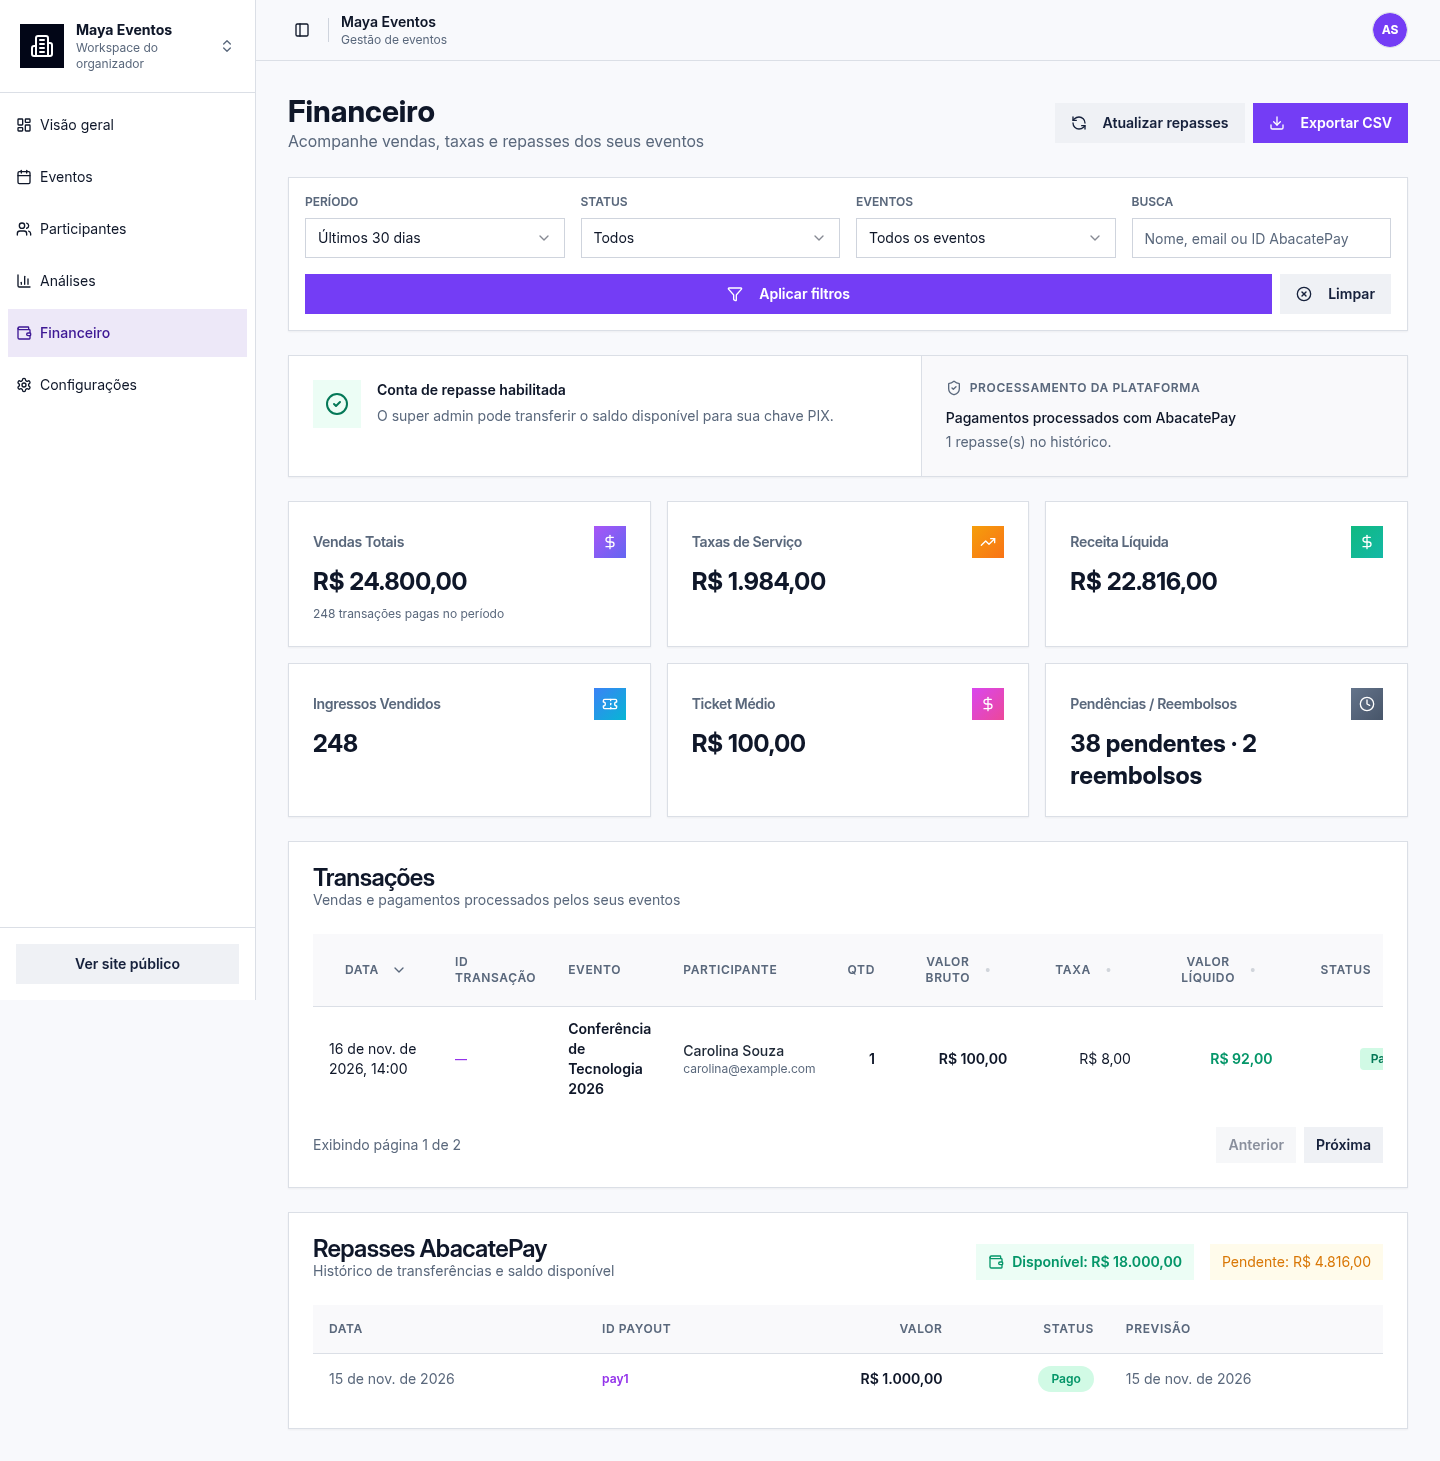 Maya Eventos
Workspace do
organizador
Visão geral
Eventos
Participantes
Análises
Financeiro
Configurações
Ver site público
Maya Eventos
Gestão de eventos
AS
Financeiro
Acompanhe vendas, taxas e repasses dos seus eventos
Atualizar repasses
Exportar CSV
PERÍODO
STATUS
EVENTOS
BUSCA
Últimos 30 dias
Todos
Todos os eventos
Nome, email ou ID AbacatePay
Aplicar filtros
Limpar
Conta de repasse habilitada
O super admin pode transferir o saldo disponível para sua chave PIX.
PROCESSAMENTO DA PLATAFORMA
Pagamentos processados com AbacatePay
1 repasse(s) no histórico.
Vendas Totais
R$ 24.800,00
248 transações pagas no período
Taxas de Serviço
R$ 1.984,00
Receita Líquida
R$ 22.816,00
Ingressos Vendidos
248
Ticket Médio
R$ 100,00
Pendências / Reembolsos
38 pendentes · 2
reembolsos
Transações
Vendas e pagamentos processados pelos seus eventos
DATA
ID
TRANSAÇÃO
EVENTO
PARTICIPANTE
QTD
VALOR
BRUTO
TAXA
VALOR
LÍQUIDO
STATUS
16 de nov. de
2026, 14:00
—
Conferência
de
Tecnologia
2026
Carolina Souza
carolina@example.com
1
R$ 100,00
R$ 8,00
R$ 92,00
Pa
Exibindo página 1 de 2
Anterior
Próxima
Repasses AbacatePay
Histórico de transferências e saldo disponível
Disponível: R$ 18.000,00
Pendente: R$ 4.816,00
DATA
ID PAYOUT
VALOR
STATUS
PREVISÃO
15 de nov. de 2026
pay1
R$ 1.000,00
Pago
15 de nov. de 2026